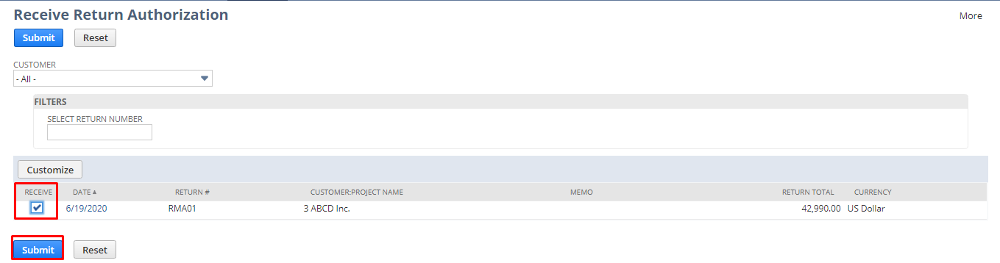 Receive Return Authorization
More
Submit Reset
CUSTOMER
- All -
FILTERS
SELECT RETURN NUMBER
Customize
RECEIVE DATE▲ RETURN # CUSTOMER:PROJECT NAME MEMO RETURN TOTAL CURRENCY
6/19/2020 RMA01 3 ABCD Inc. 42,990.00 US Dollar
Submit Reset